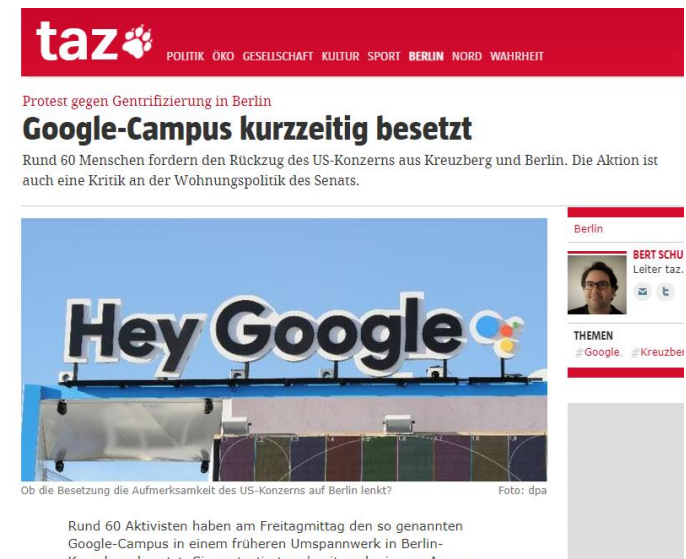 taz
POLITIK ÖKO GESELLSCHAFT KULTUR SPORT BERLIN NORD WAHRHEIT
Protest gegen Gentrifizierung in Berlin
Google-Campus kurzzeitig besetzt
Rund 60 Menschen fordern den Rückzug des US-Konzerns aus Kreuzberg und Berlin. Die Aktion ist
auch eine Kritik an der Wohnungspolitik des Senats.
Hey Google
Ob die Besetzung die Aufmerksamkeit des US-Konzerns auf Berlin lenkt?
Foto: dpa
Berlin
BERT SCHU
Leiter taz.
THEMEN
#Google, #Kreuzber
Rund 60 Aktivisten haben am Freitagmittag den so genannten
Google-Campus in einem früheren Umspannwerk in Berlin-